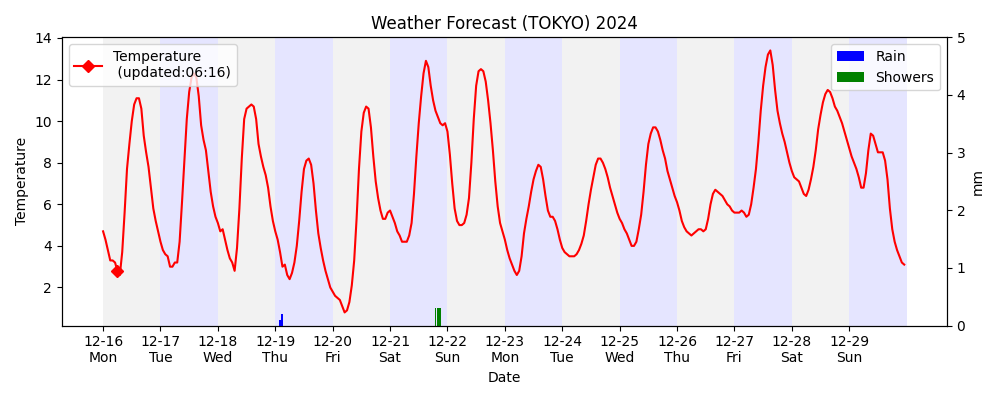 Weather Forecast (TOKYO) 2024
Temperature
(updated:06:16)
Rain
Showers
14
12
10
8
6
4
2
Temperature
5
4
3
2
1
0
mm
12-16 12-17 12-18 12-19 12-20 12-21 12-22 12-23 12-24 12-25 12-26 12-27 12-28 12-29
Mon Tue Wed Thu Fri Sat Sun Mon Tue Wed Thu Fri Sat Sun
Date